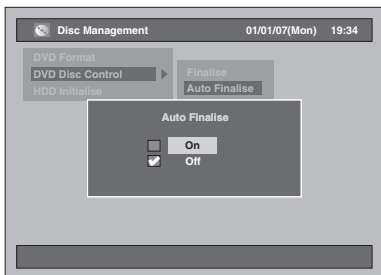 Disc Management 01/01/07(Mon) 19:34
DVD Format
DVD Disc Control
HDD Initialise
Finalise
Auto Finalise
Auto Finalise
On
Off